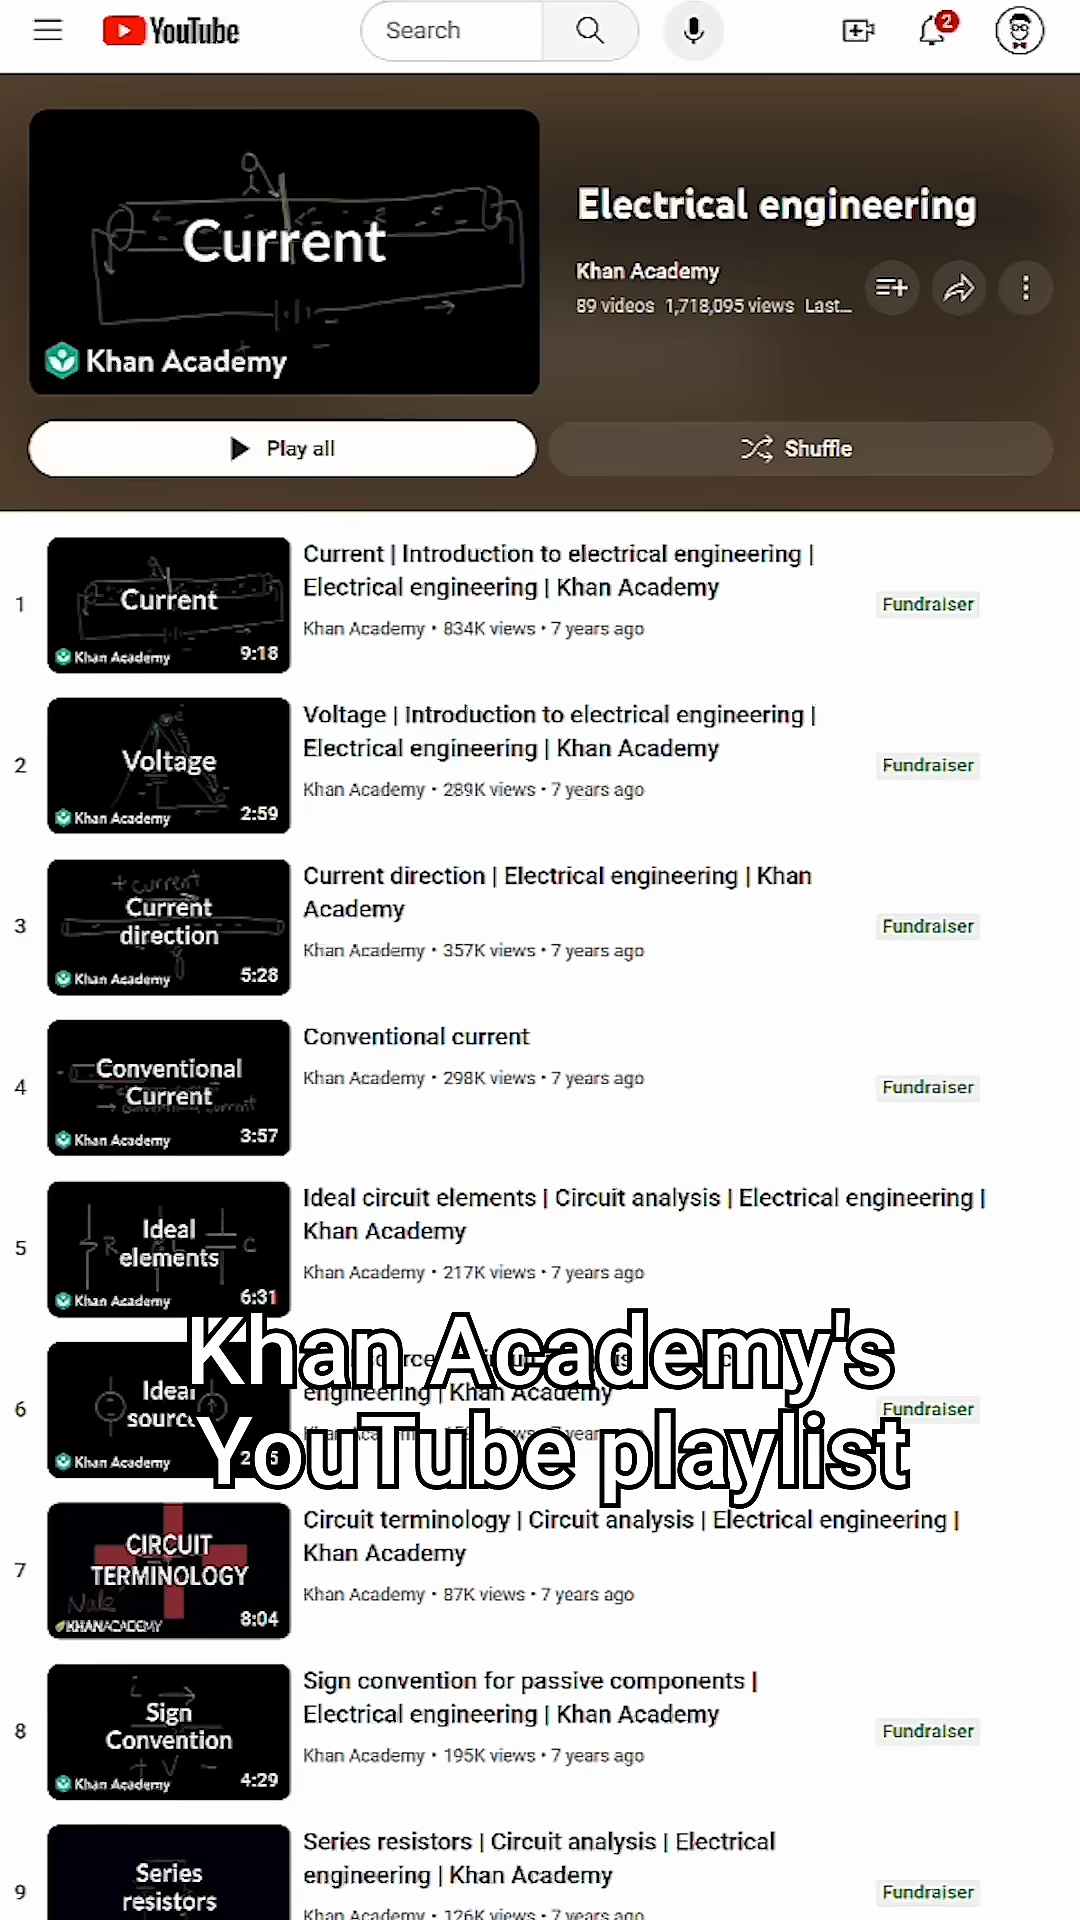 YouTube
Search
2
Current
Khan Academy
Electrical engineering
Khan Academy
89 videos 1,718,095 views Last...
Play all
Shuffle
1
Current
Khan Academy
9:18
Current | Introduction to electrical engineering |
Electrical engineering | Khan Academy
Khan Academy • 834K views • 7 years ago
Fundraiser
2
Voltage
Khan Academy
2:59
Voltage | Introduction to electrical engineering |
Electrical engineering | Khan Academy
Khan Academy • 289K views • 7 years ago
Fundraiser
3
+ current
Current
direction
Khan Academy
5:28
Current direction | Electrical engineering | Khan
Academy
Khan Academy • 357K views • 7 years ago
Fundraiser
4
Conventional
Current
Khan Academy
3:57
Conventional current
Khan Academy • 298K views • 7 years ago
Fundraiser
5
R L C
Ideal
elements
Khan Academy
6:31
Ideal circuit elements | Circuit analysis | Electrical engineering |
Khan Academy
Khan Academy • 217K views • 7 years ago
Khan Academy's
YouTube playlist
6
Ideal
Khan Academy
engineering | Khan Academy
Fundraiser
7
CIRCUIT
TERMINOLOGY
KHANACADEMY
8:04
Circuit terminology | Circuit analysis | Electrical engineering |
Khan Academy
Khan Academy • 87K views • 7 years ago
8
Sign
Convention
+ V -
Khan Academy
4:29
Sign convention for passive components |
Electrical engineering | Khan Academy
Khan Academy • 195K views • 7 years ago
Fundraiser
9
Series
resistors
Series resistors | Circuit analysis | Electrical
engineering | Khan Academy
Khan Academy • 126K views • 7 years ago
Fundraiser